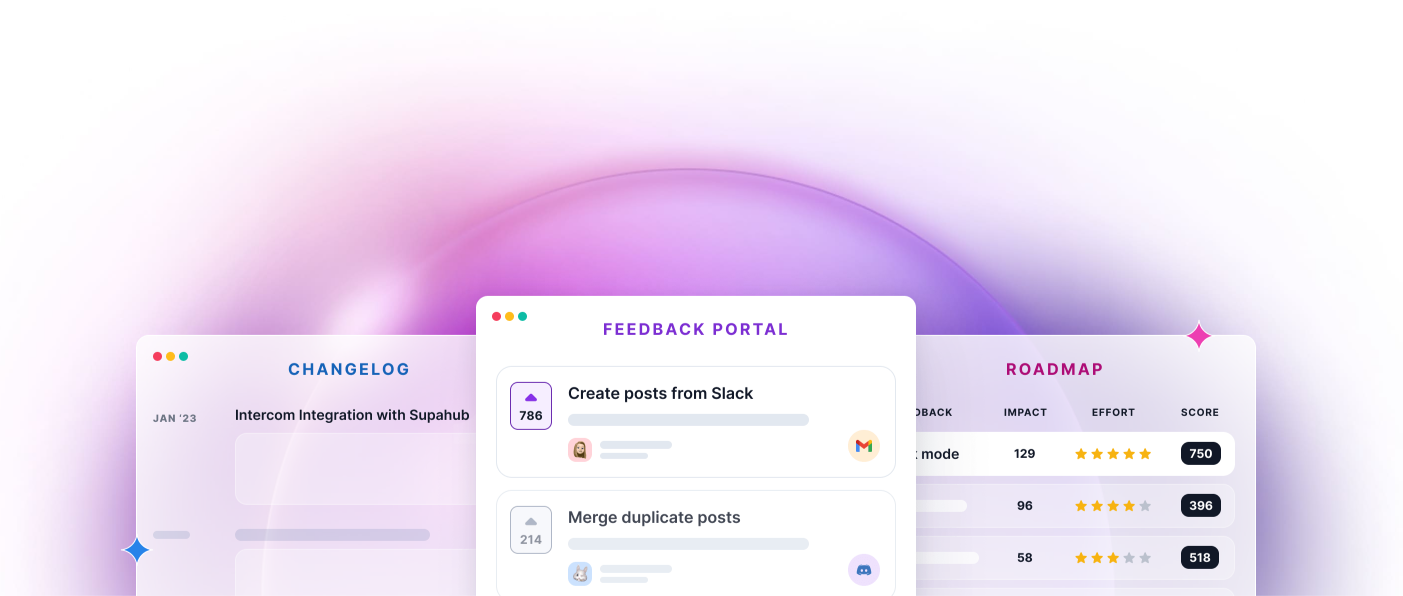 CHANGELOG
JAN '23
Intercom Integration with Supahub
FEEDBACK PORTAL
786
Create posts from Slack
214
Merge duplicate posts
ROADMAP
IMPACT EFFORT SCORE
mode 129 750
96 396
58 518